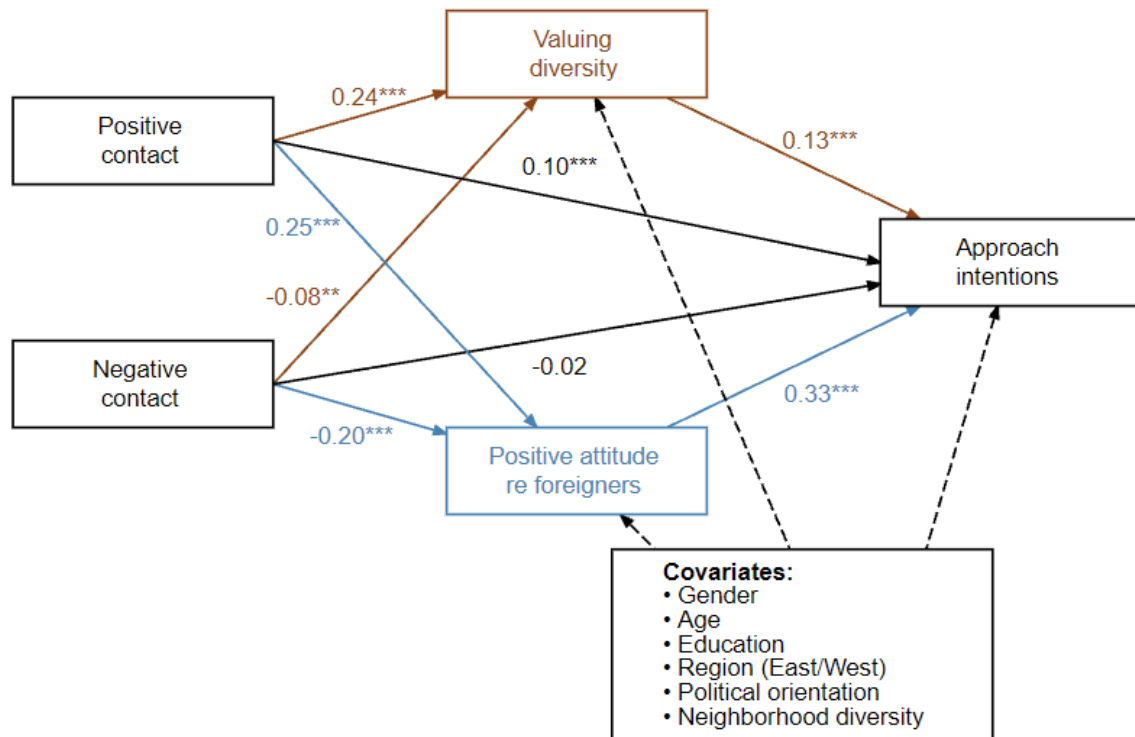 Valuing
diversity
0.24***
Positive
contact
0.13***
0.10***
0.25***
Approach
intentions
-0.08**
Negative
contact
-0.02
0.33***
-0.20***
Positive attitude
re foreigners
Covariates:
• Gender
• Age
• Education
• Region (East/West)
• Political orientation
• Neighborhood diversity